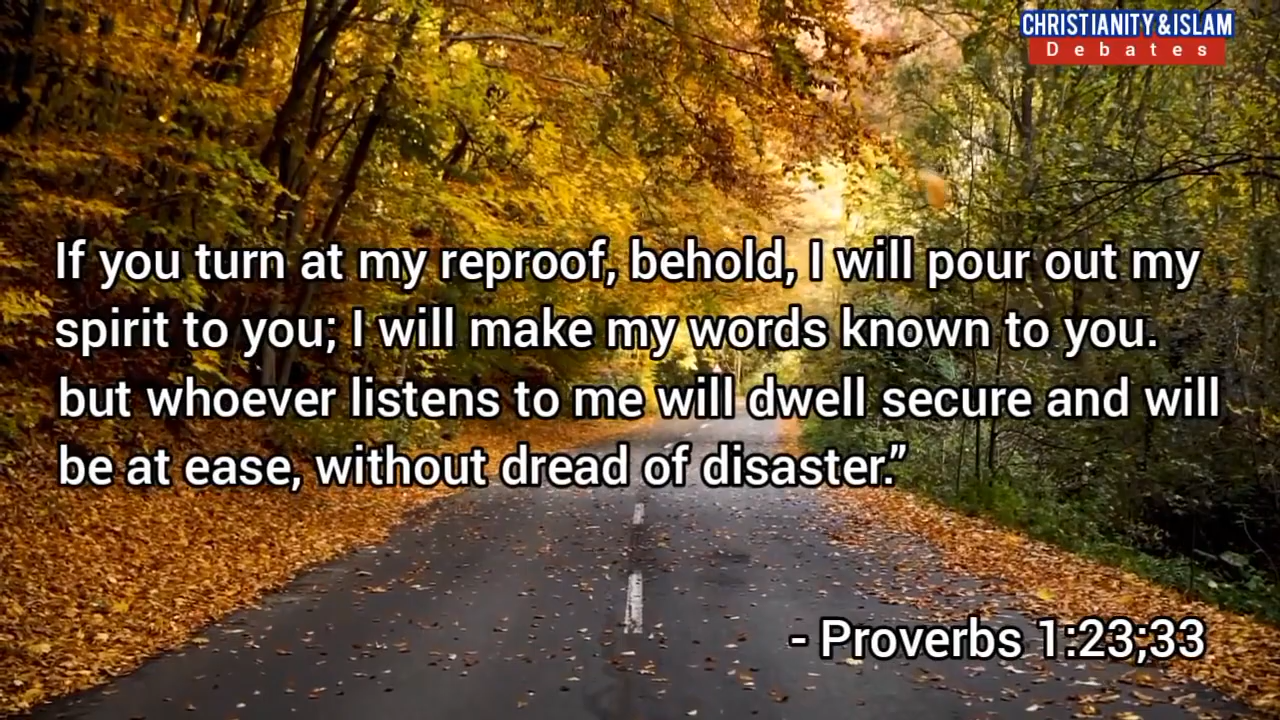 CHRISTIANITY & ISLAM
Debates
If you turn at my reproof, behold, I will pour out my
spirit to you; I will make my words known to you.
but whoever listens to me will dwell secure and will
be at ease, without dread of disaster.”
- Proverbs 1:23;33